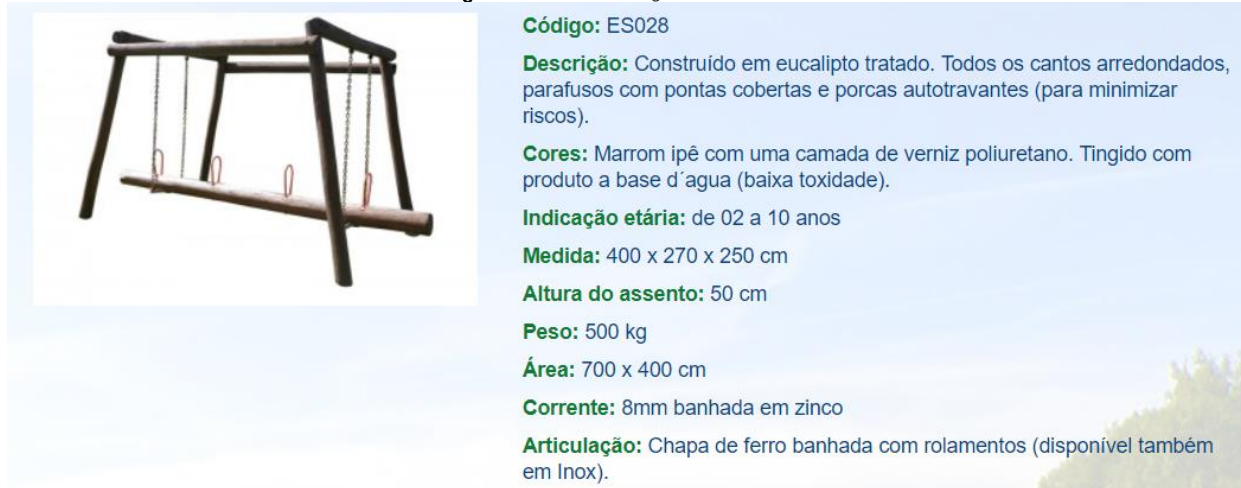 Código: ES028
Descrição: Construído em eucalipto tratado. Todos os cantos arredondados,
parafusos com pontas cobertas e porcas autotravantes (para minimizar
riscos).
Cores: Marrom ipê com uma camada de verniz poliuretano. Tingido com
produto a base d´agua (baixa toxidade).
Indicação etária: de 02 a 10 anos
Medida: 400 x 270 x 250 cm
Altura do assento: 50 cm
Peso: 500 kg
Área: 700 x 400 cm
Corrente: 8mm banhada em zinco
Articulação: Chapa de ferro banhada com rolamentos (disponível também
em Inox).